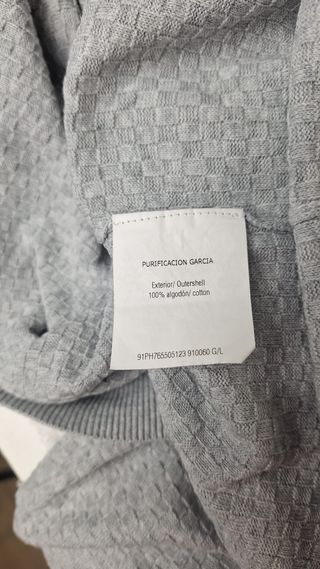 PURIFICACION GARCIA
Exterior/ Outershell
100% algodón/ cotton
91PH765505123 910060 G/L